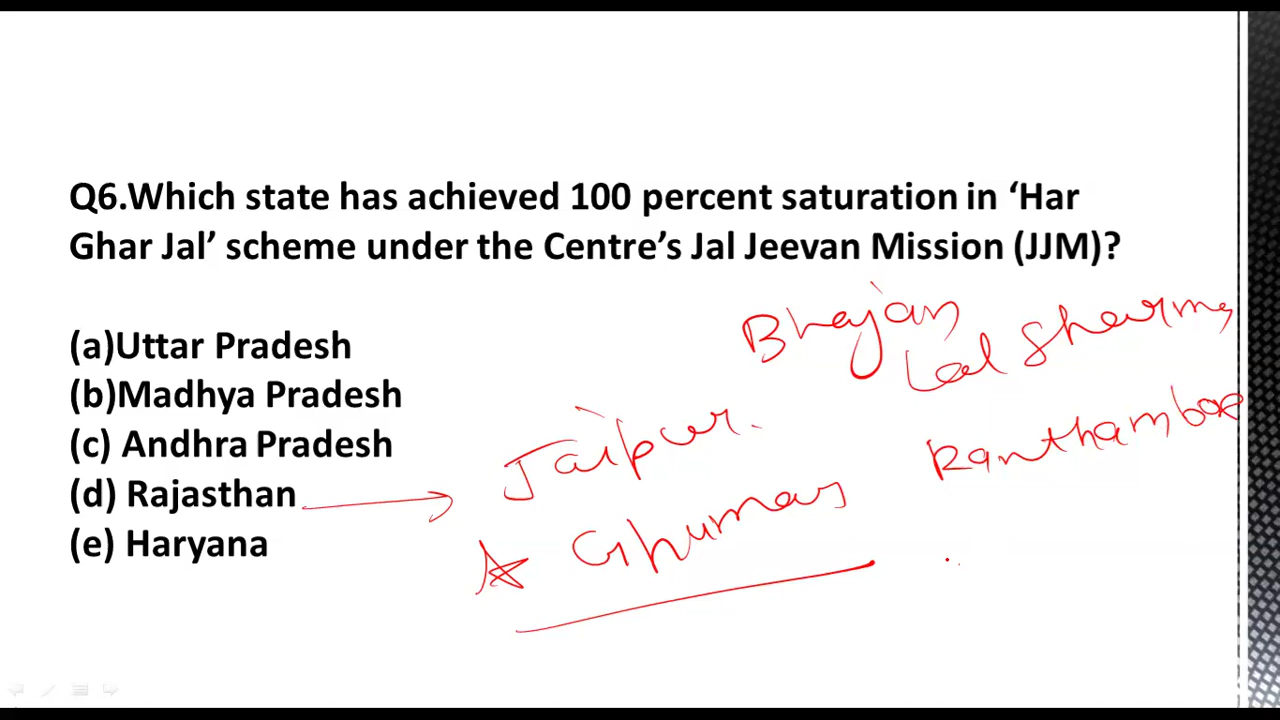 Q6.Which state has achieved 100 percent saturation in ‘Har
Ghar Jal’ scheme under the Centre’s Jal Jeevan Mission (JJM)?
(a)Uttar Pradesh
(b)Madhya Pradesh
(c) Andhra Pradesh
(d) Rajasthan
(e) Haryana
Bhajan
Lal Sharma
Jaipur.
Ranthambore
Ghumar